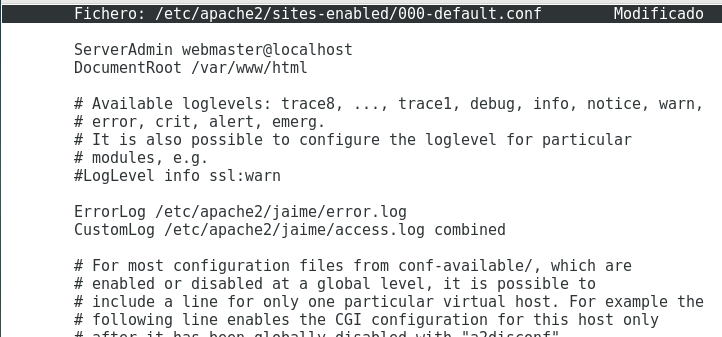 Fichero: /etc/apache2/sites-enabled/000-default.conf Modificado
ServerAdmin webmaster@localhost
DocumentRoot /var/www/html
# Available loglevels: trace8, ..., trace1, debug, info, notice, warn,
# error, crit, alert, emerg.
# It is also possible to configure the loglevel for particular
# modules, e.g.
#LogLevel info ssl:warn
ErrorLog /etc/apache2/jaime/error.log
CustomLog /etc/apache2/jaime/access.log combined
# For most configuration files from conf-available/, which are
# enabled or disabled at a global level, it is possible to
# include a line for only one particular virtual host. For example the
# following line enables the CGI configuration for this host only
# after it has been globally disabled with "a2disconf".